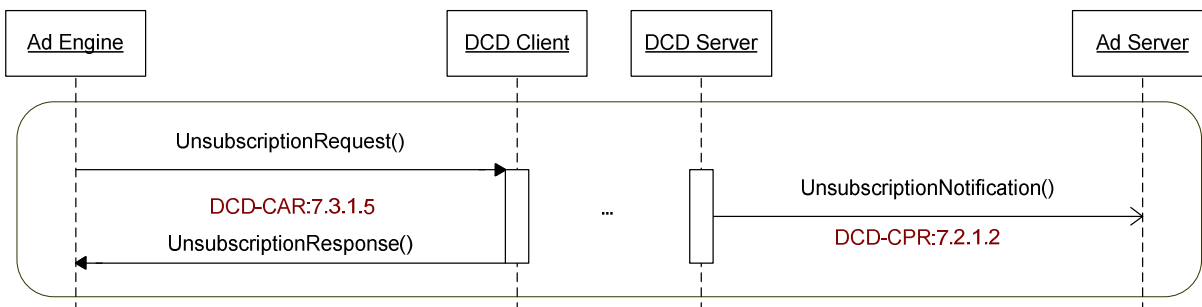 Ad Engine
DCD Client
DCD Server
Ad Server
UnsubscriptionRequest()
DCD-CAR:7.3.1.5
UnsubscriptionResponse()
...
UnsubscriptionNotification()
DCD-CPR:7.2.1.2